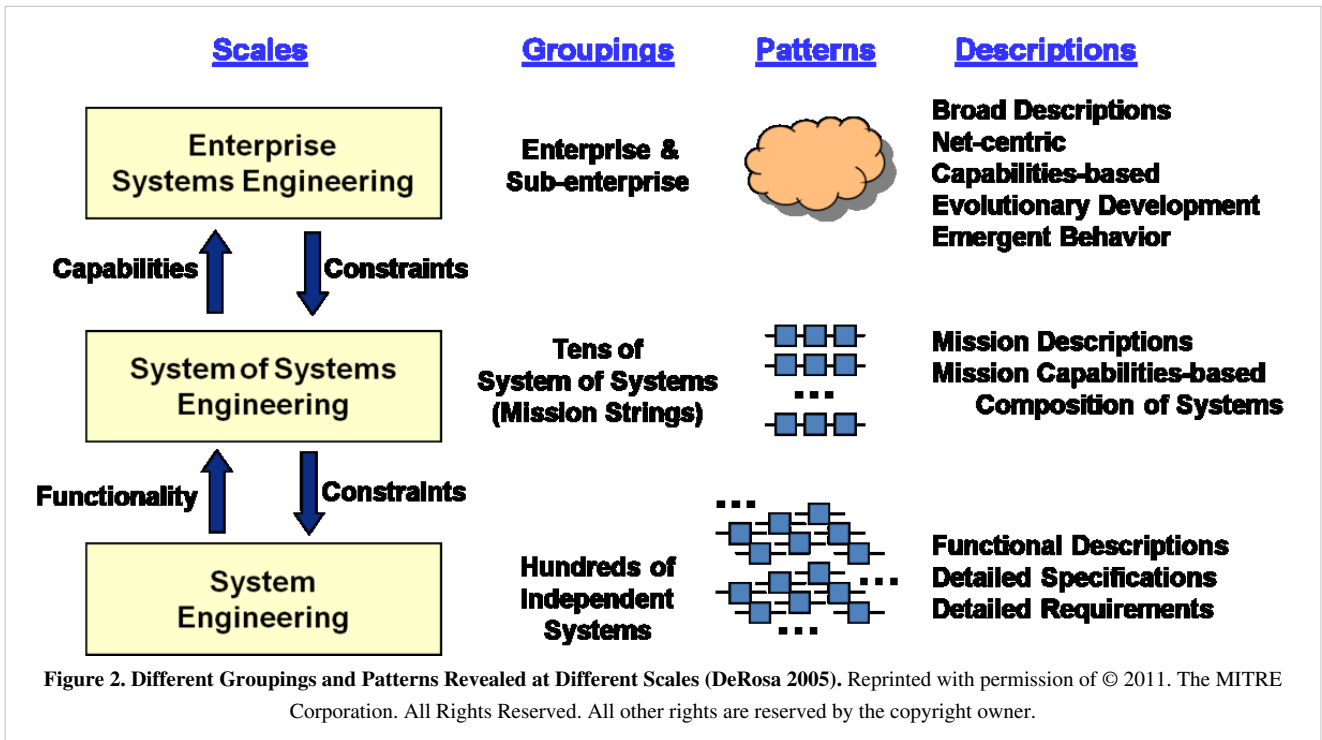 Scales
Groupings
Patterns
Descriptions
Enterprise
Systems Engineering
Enterprise &
Sub-enterprise
Broad Descriptions
Net-centric
Capabilities-based
Evolutionary Development
Emergent Behavior
Capabilities
Constraints
System of Systems
Engineering
Tens of
System of Systems
(Mission Strings)
Mission Descriptions
Mission Capabilities-based
Composition of Systems
Functionality
Constraints
System
Engineering
Hundreds of
Independent
Systems
Functional Descriptions
Detailed Specifications
Detailed Requirements
Figure 2. Different Groupings and Patterns Revealed at Different Scales (DeRosa 2005). Reprinted with permission of © 2011. The MITRE
Corporation. All Rights Reserved. All other rights are reserved by the copyright owner.